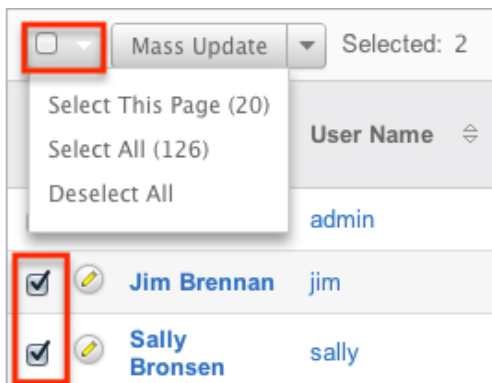 Mass Update Selected: 2
Select This Page (20)
Select All (126)
Deselect All
User Name
admin
Jim Brennan jim
Sally
Bronsen sally